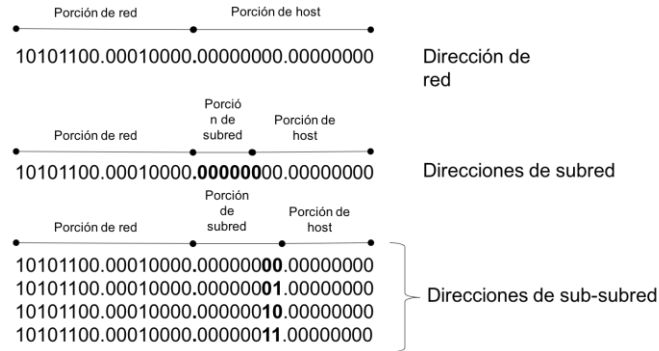 Porción de red Porción de host
10101100.00010000.00000000.00000000 Dirección de
red
Porció
n de
subred
Porción de red Porción de
host
10101100.00010000.00000000.00000000 Direcciones de subred
Porción
de
subred
Porción de red Porción de
host
10101100.00010000.00000000.00000000
10101100.00010000.00000001.00000000
10101100.00010000.00000010.00000000
10101100.00010000.00000011.00000000
Direcciones de sub-subred